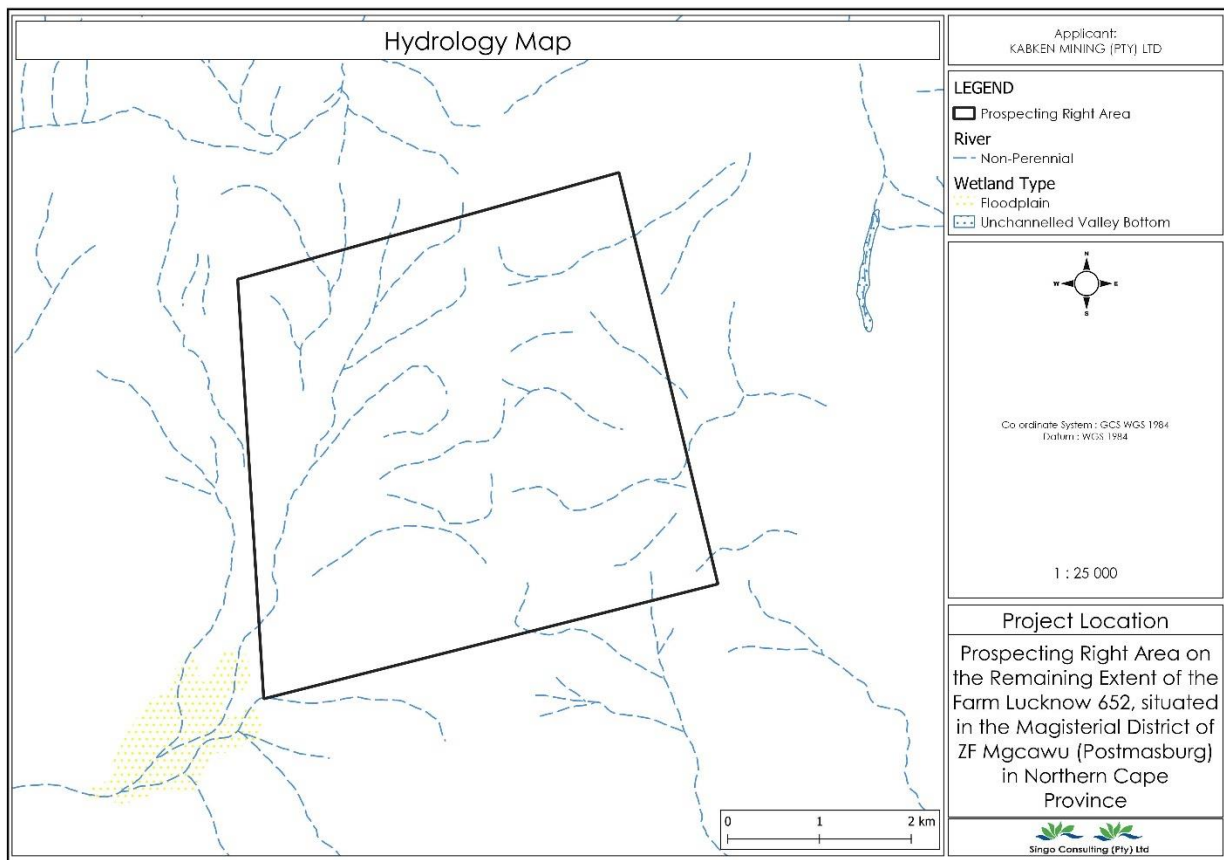 Hydrology Map
Applicant:
KABKEN MINING (PTY) LTD
LEGEND
Prospecting Right Area
River
Non-Perennial
Wetland Type
Floodplain
Unchannelled Valley Bottom
N
W E
S
Co ordinate System : GCS WGS 1984
Datum : WGS 1984
1 : 25 000
Project Location
Prospecting Right Area on
the Remaining Extent of the
Farm Lucknow 652, situated
in the Magisterial District of
ZF Mgcawu (Postmasburg)
in Northern Cape
Province
0 1 2 km
Singo Consulting (Pty) Ltd